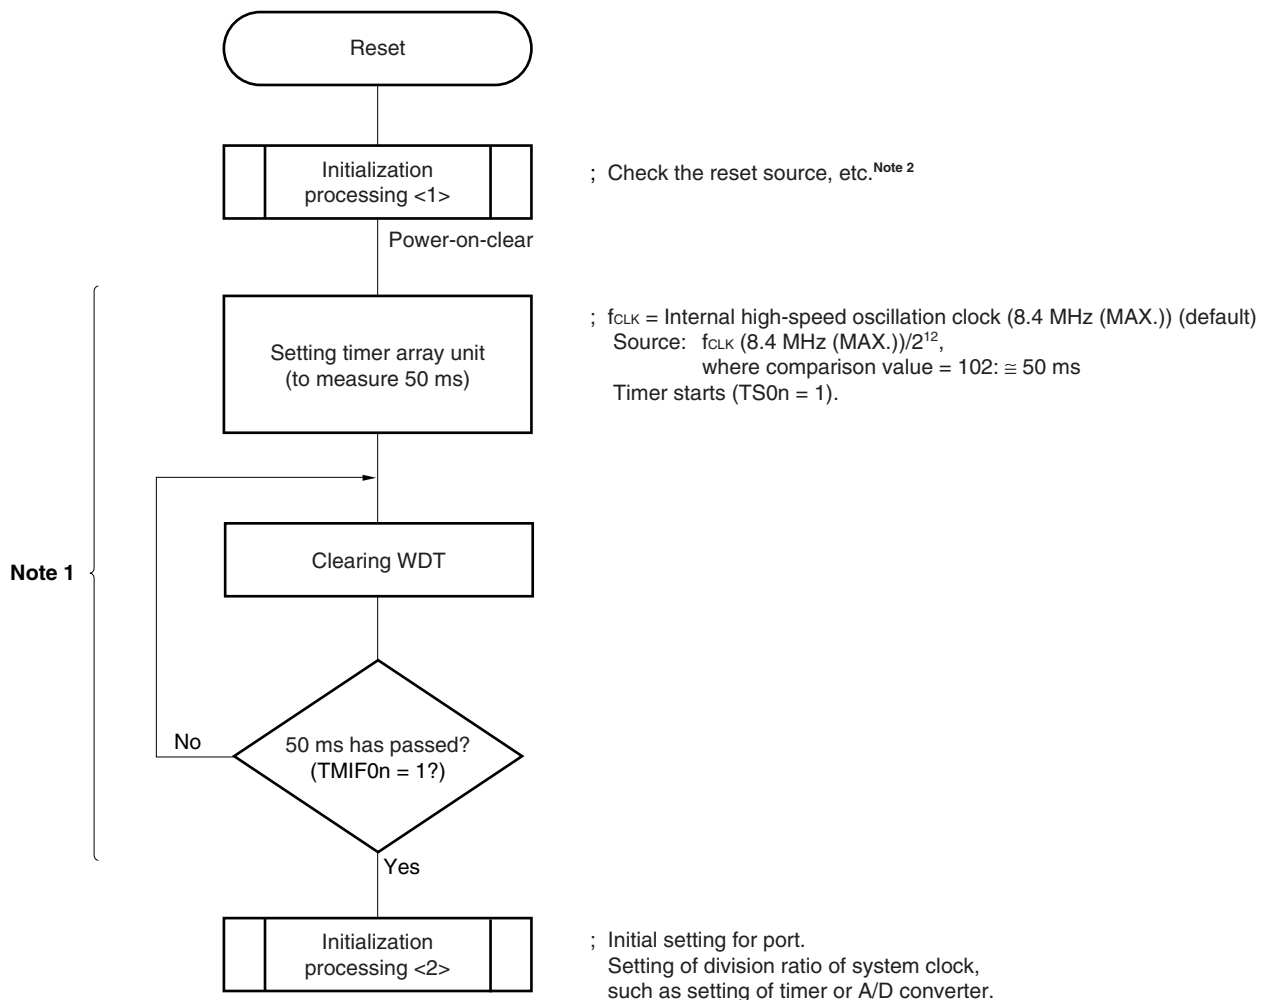 Reset
Initialization
processing <1>
; Check the reset source, etc.Note 2
Power-on-clear
Setting timer array unit
(to measure 50 ms)
; fCLK = Internal high-speed oscillation clock (8.4 MHz (MAX.)) (default)
Source: fCLK (8.4 MHz (MAX.))/2¹²,
where comparison value = 102: ≅ 50 ms
Timer starts (TS0n = 1).
Note 1
Clearing WDT
No
50 ms has passed?
(TMIF0n = 1?)
Yes
Initialization
processing <2>
; Initial setting for port.
Setting of division ratio of system clock,
such as setting of timer or A/D converter.